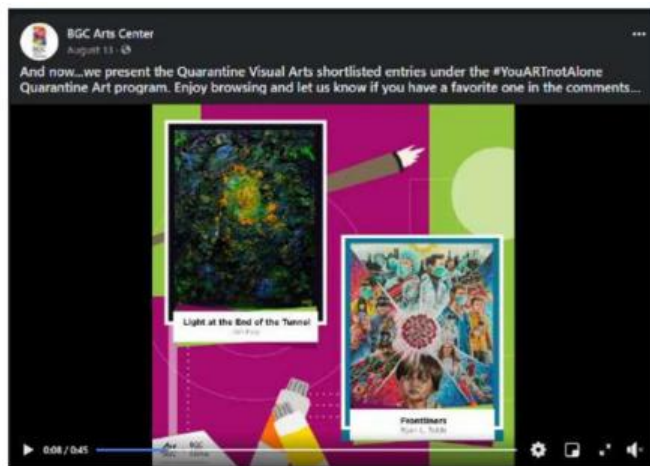 BGC Arts Center
August 13
And now...we present the Quarantine Visual Arts shortlisted entries under the #YouARTnotAlone
Quarantine Art program. Enjoy browsing and let us know if you have a favorite one in the comments...
Light at the End of the Tunnel
Frontliners
0:08 / 0:45